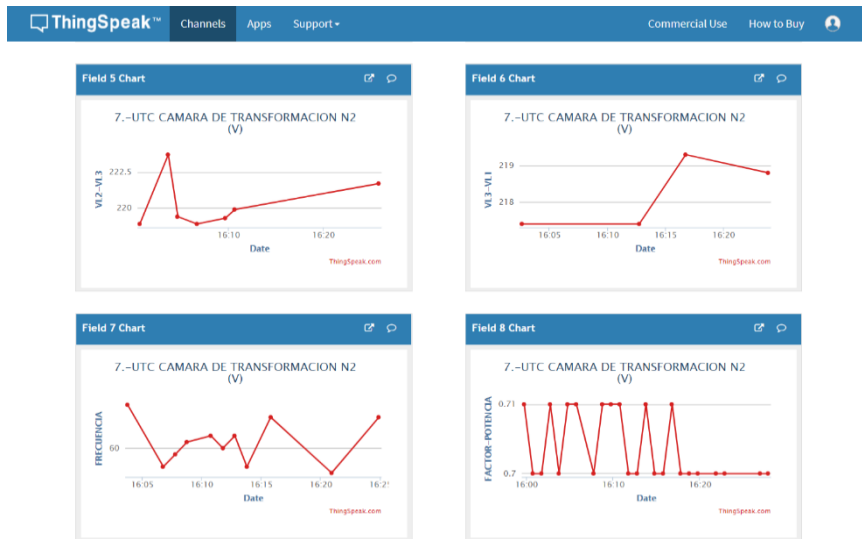 ThingSpeak™ Channels Apps Support Commercial Use How to Buy
Field 5 Chart
7.-UTC CAMARA DE TRANSFORMACION N2
(V)
VL2-VL3
222.5
220
16:10 16:20
Date
ThingSpeak.com
Field 6 Chart
7.-UTC CAMARA DE TRANSFORMACION N2
(V)
VL3-VL1
219
218
16:05 16:10 16:15 16:20
Date
ThingSpeak.com
Field 7 Chart
7.-UTC CAMARA DE TRANSFORMACION N2
(V)
FRECUENCIA
60
16:05 16:10 16:15 16:20 16:2
Date
ThingSpeak.com
Field 8 Chart
7.-UTC CAMARA DE TRANSFORMACION N2
(V)
FACTOR-POTENCIA
0.71
0.7
16:00 16:10 16:20
Date
ThingSpeak.com